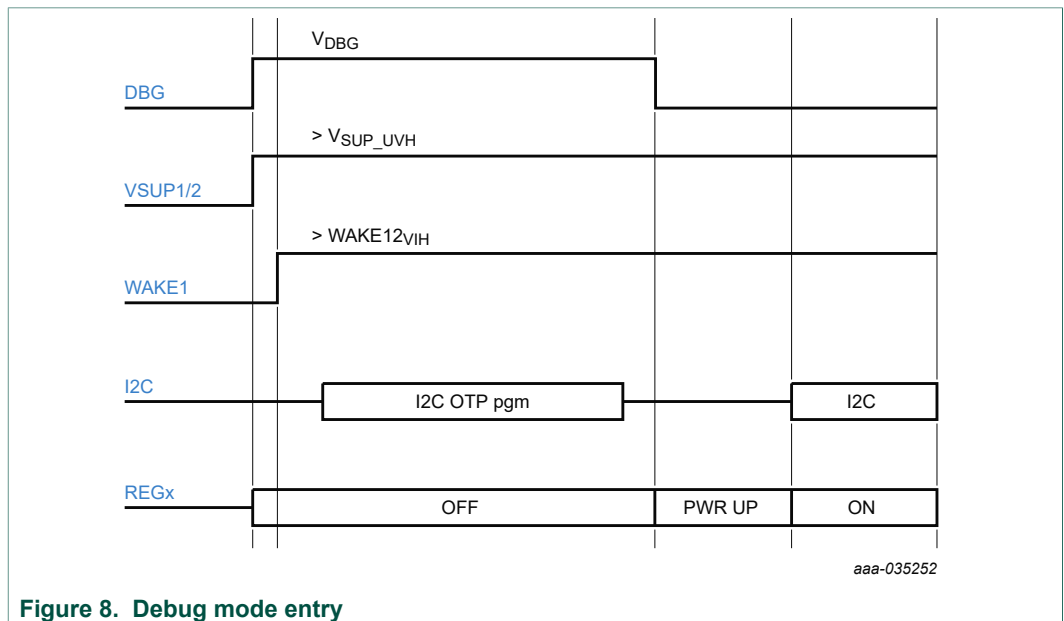 VDBG
DBG
> VSUP_UVH
VSUP1/2
> WAKE12VIH
WAKE1
I2C
I2C OTP pgm
I2C
REGx
OFF
PWR UP
ON
aaa-035252
Figure 8. Debug mode entry